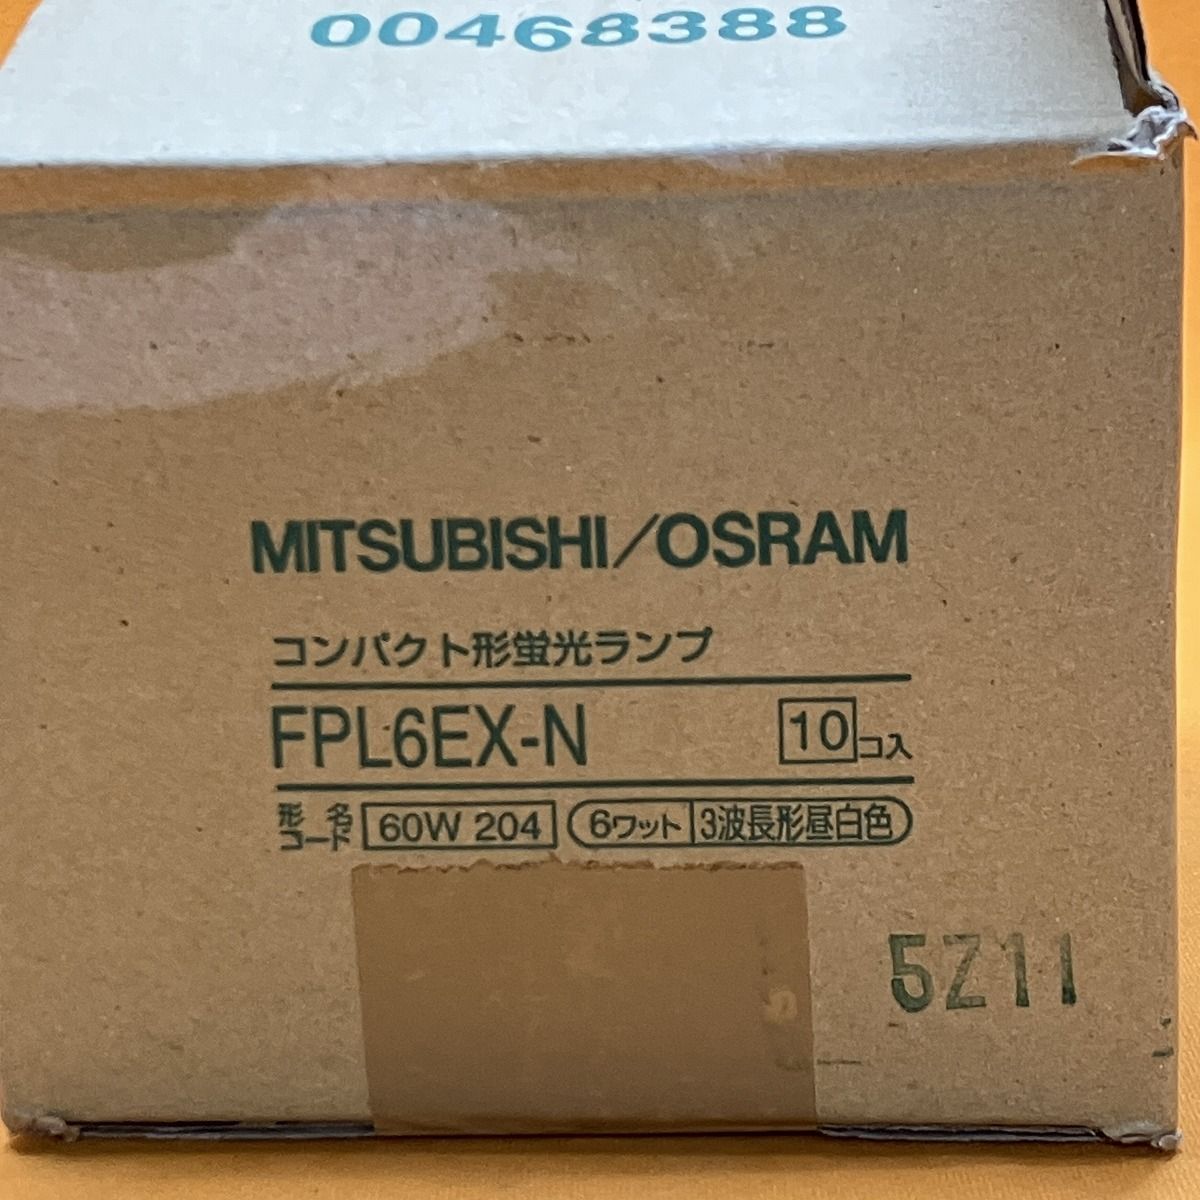 00468388
MITSUBISHI/OSRAM
コンパクト形蛍光ランプ
FPL6EX-N 10コ入
形名コード 60W 204 6ワット 3波長形昼白色
5Z11